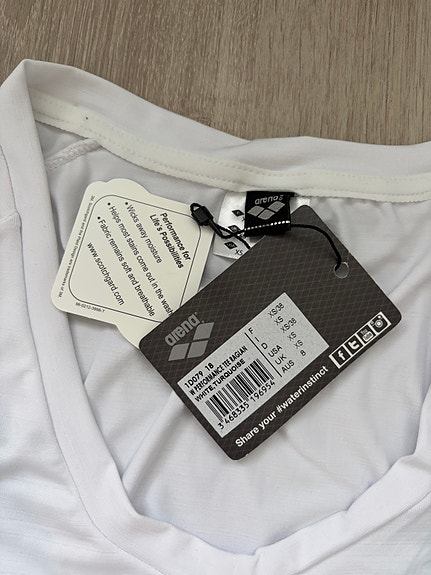 Performance for
Life's Possibilities
• Wicks away moisture
• Helps most stains come out in the wash
• Fabric remains soft and breathable
www.scotchgard.com
arena
XS
arena
1D079 18
W PERFORMANCE TEE RAGLAN
WHITE,TURQUOISE
3 468335 196954
F XS/38
I XS
D XS/38
USA XS
UK XS
AUS 8
Share your #waterinstinct